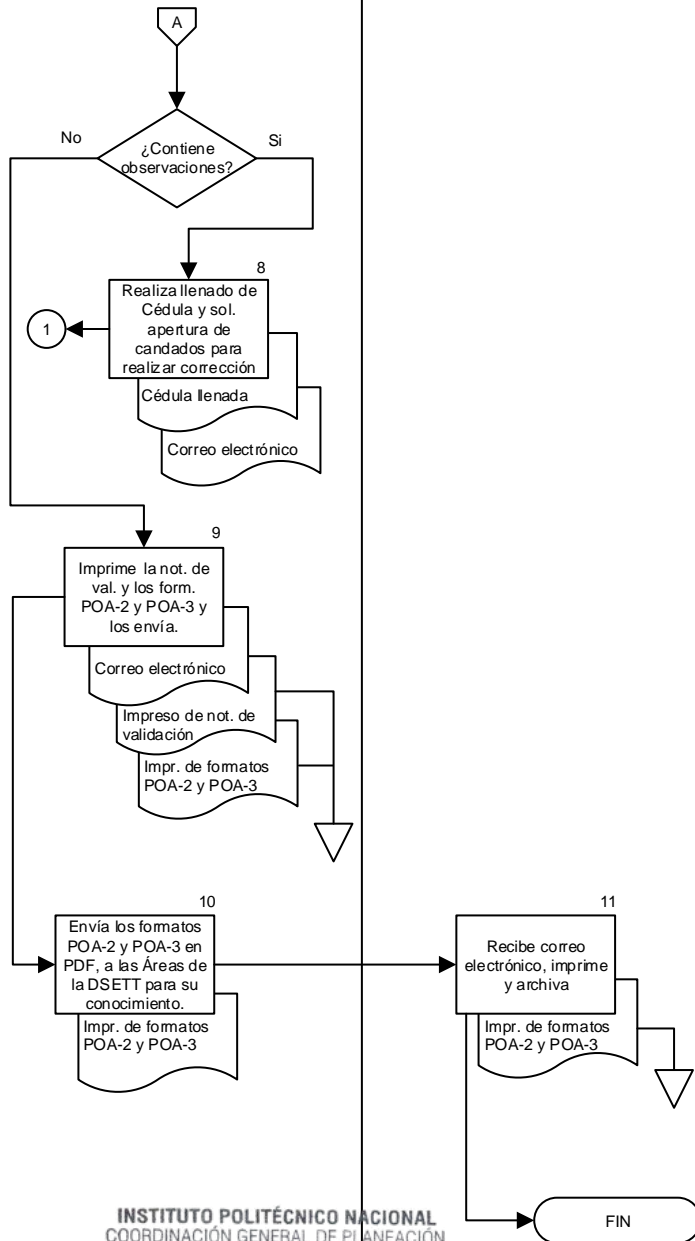 A
¿Contiene
observaciones?
No
Si
8
Realiza llenado de
Cédula y sol.
apertura de
candados para
realizar corrección
1
Cédula llenada
Correo electrónico
9
Imprime la not. de
val. y los form.
POA-2 y POA-3 y
los envía.
Correo electrónico
Impreso de not. de
validación
Impr. de formatos
POA-2 y POA-3
10
Envía los formatos
POA-2 y POA-3 en
PDF, a las Áreas de
la DSETT para su
conocimiento.
Impr. de formatos
POA-2 y POA-3
11
Recibe correo
electrónico, imprime
y archiva
Impr. de formatos
POA-2 y POA-3
FIN
INSTITUTO POLITÉCNICO NACIONAL
COORDINACIÓN GENERAL DE PLANEACIÓN